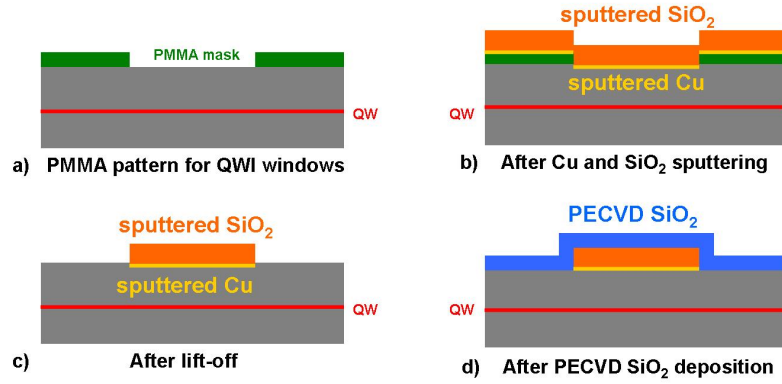 PMMA mask
QW
a) PMMA pattern for QWI windows
sputtered SiO₂
sputtered Cu
QW
b) After Cu and SiO₂ sputtering
sputtered SiO₂
sputtered Cu
QW
c) After lift-off
PECVD SiO₂
QW
d) After PECVD SiO₂ deposition